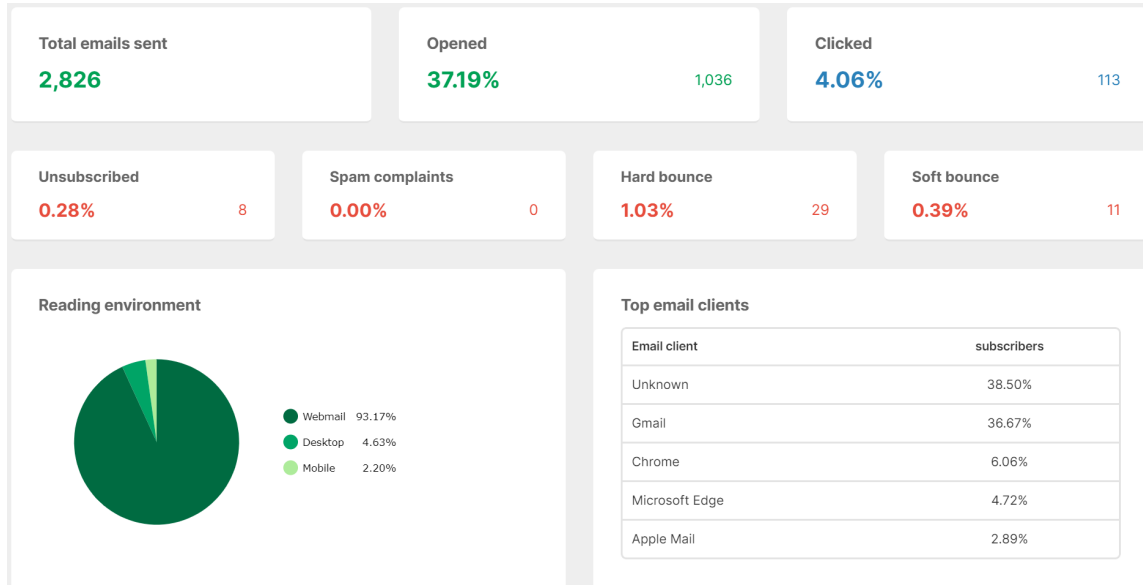 Total emails sent
2,826
Opened
37.19% 1,036
Clicked
4.06% 113
Unsubscribed
0.28% 8
Spam complaints
0.00% 0
Hard bounce
1.03% 29
Soft bounce
0.39% 11
Reading environment
Webmail 93.17%
Desktop 4.63%
Mobile 2.20%
Top email clients
Email client subscribers
Unknown 38.50%
Gmail 36.67%
Chrome 6.06%
Microsoft Edge 4.72%
Apple Mail 2.89%